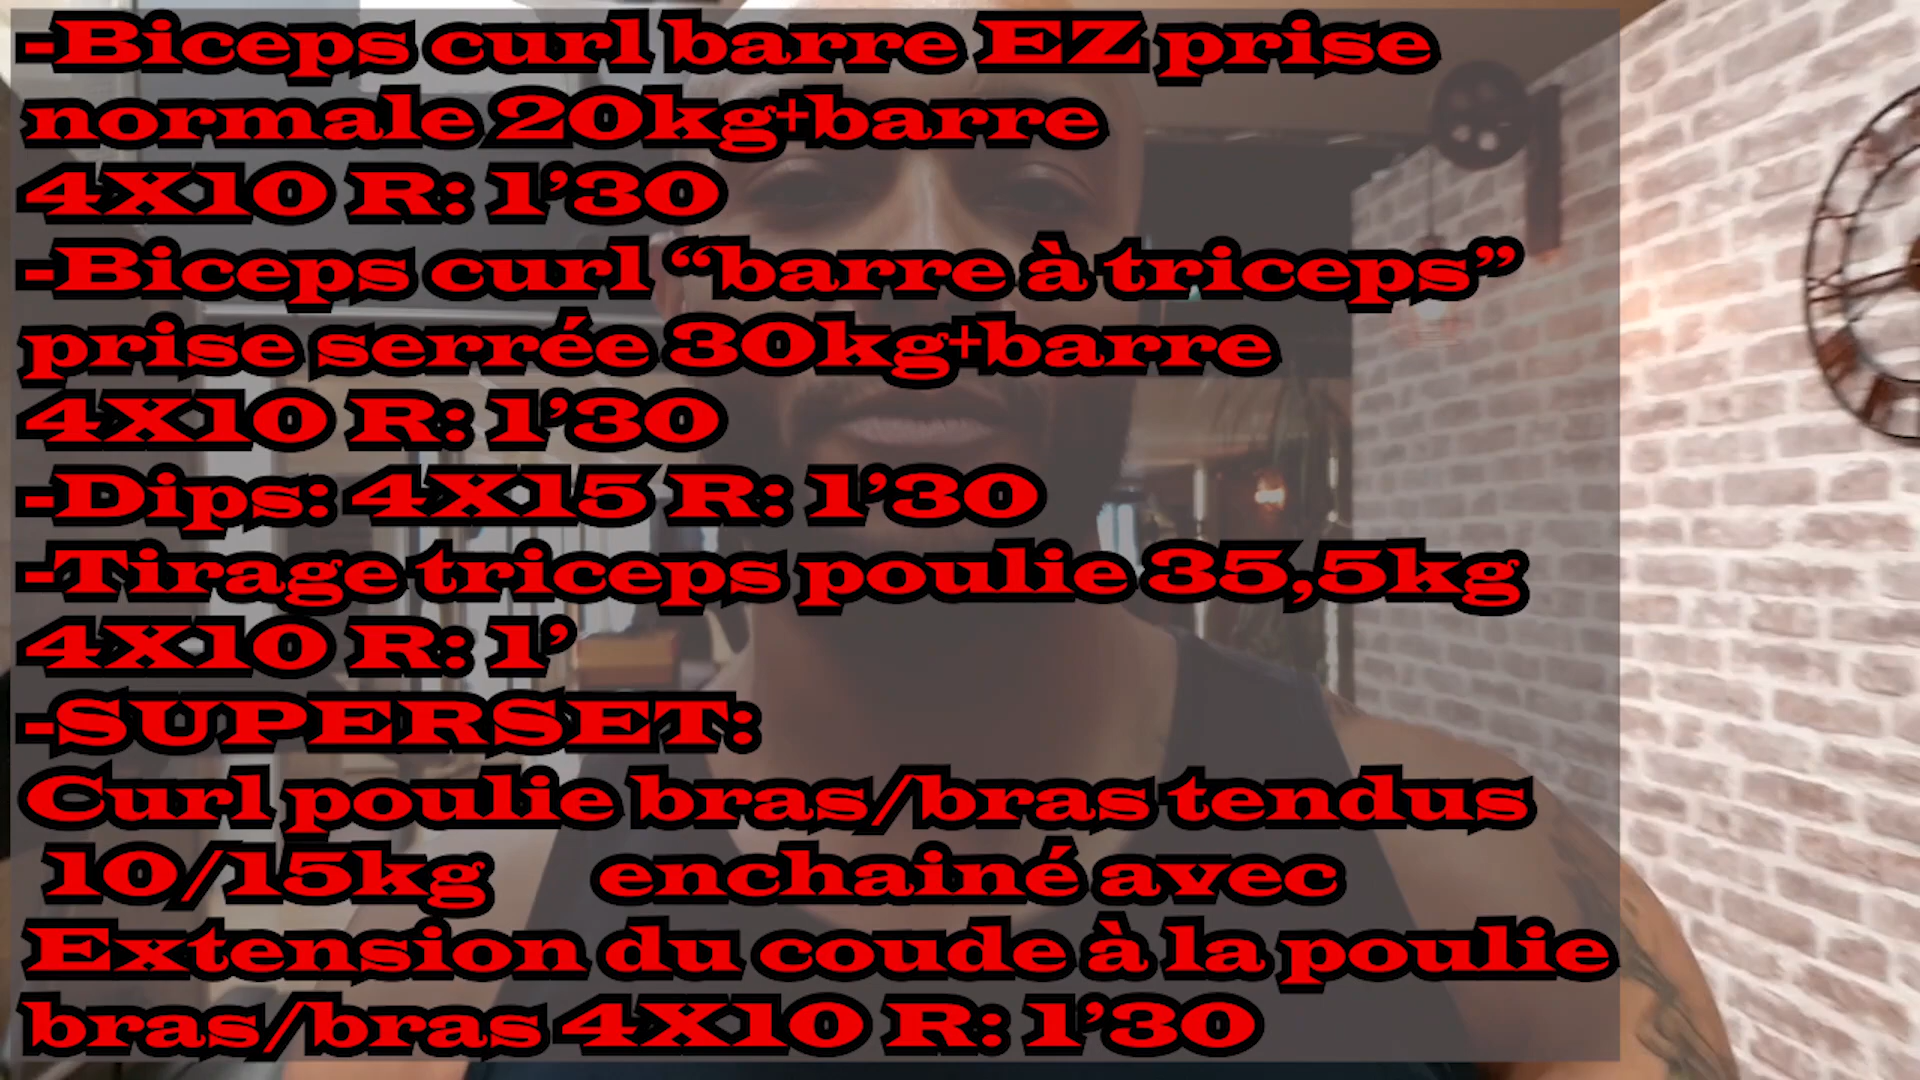 -Biceps curl barre EZ prise
normale 20kg+barre
4X10 R: 1’30
-Biceps curl “barre à triceps”
prise serrée 30kg+barre
4X10 R: 1’30
-Dips: 4X15 R: 1’30
-Tirage triceps poulie 35,5kg
4X10 R: 1’
-SUPERSET:
Curl poulie bras/bras tendus
10/15kg enchainé avec
Extension du coude à la poulie
bras/bras 4X10 R: 1’30